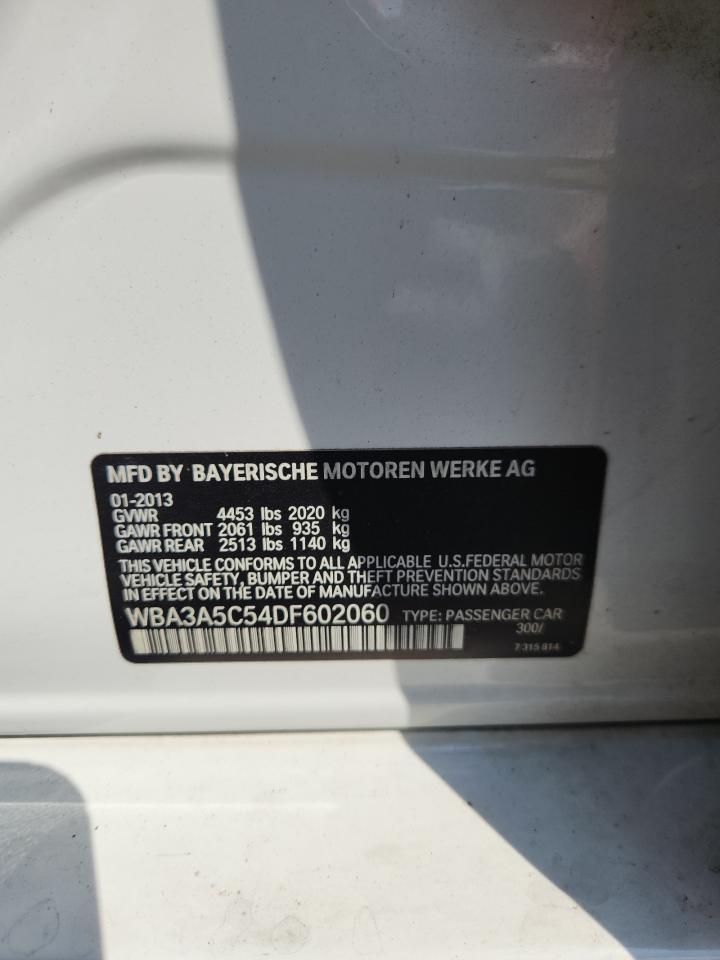 MFD BY BAYERISCHE MOTOREN WERKE AG
01-2013
GVWR 4453 lbs 2020 kg
GAWR FRONT 2061 lbs 935 kg
GAWR REAR 2513 lbs 1140 kg
THIS VEHICLE CONFORMS TO ALL APPLICABLE U.S.FEDERAL MOTOR
VEHICLE SAFETY, BUMPER AND THEFT PREVENTION STANDARDS
IN EFFECT ON THE DATE OF MANUFACTURE SHOWN ABOVE.
WBA3A5C54DF602060 TYPE: PASSENGER CAR
300/
7 315 814